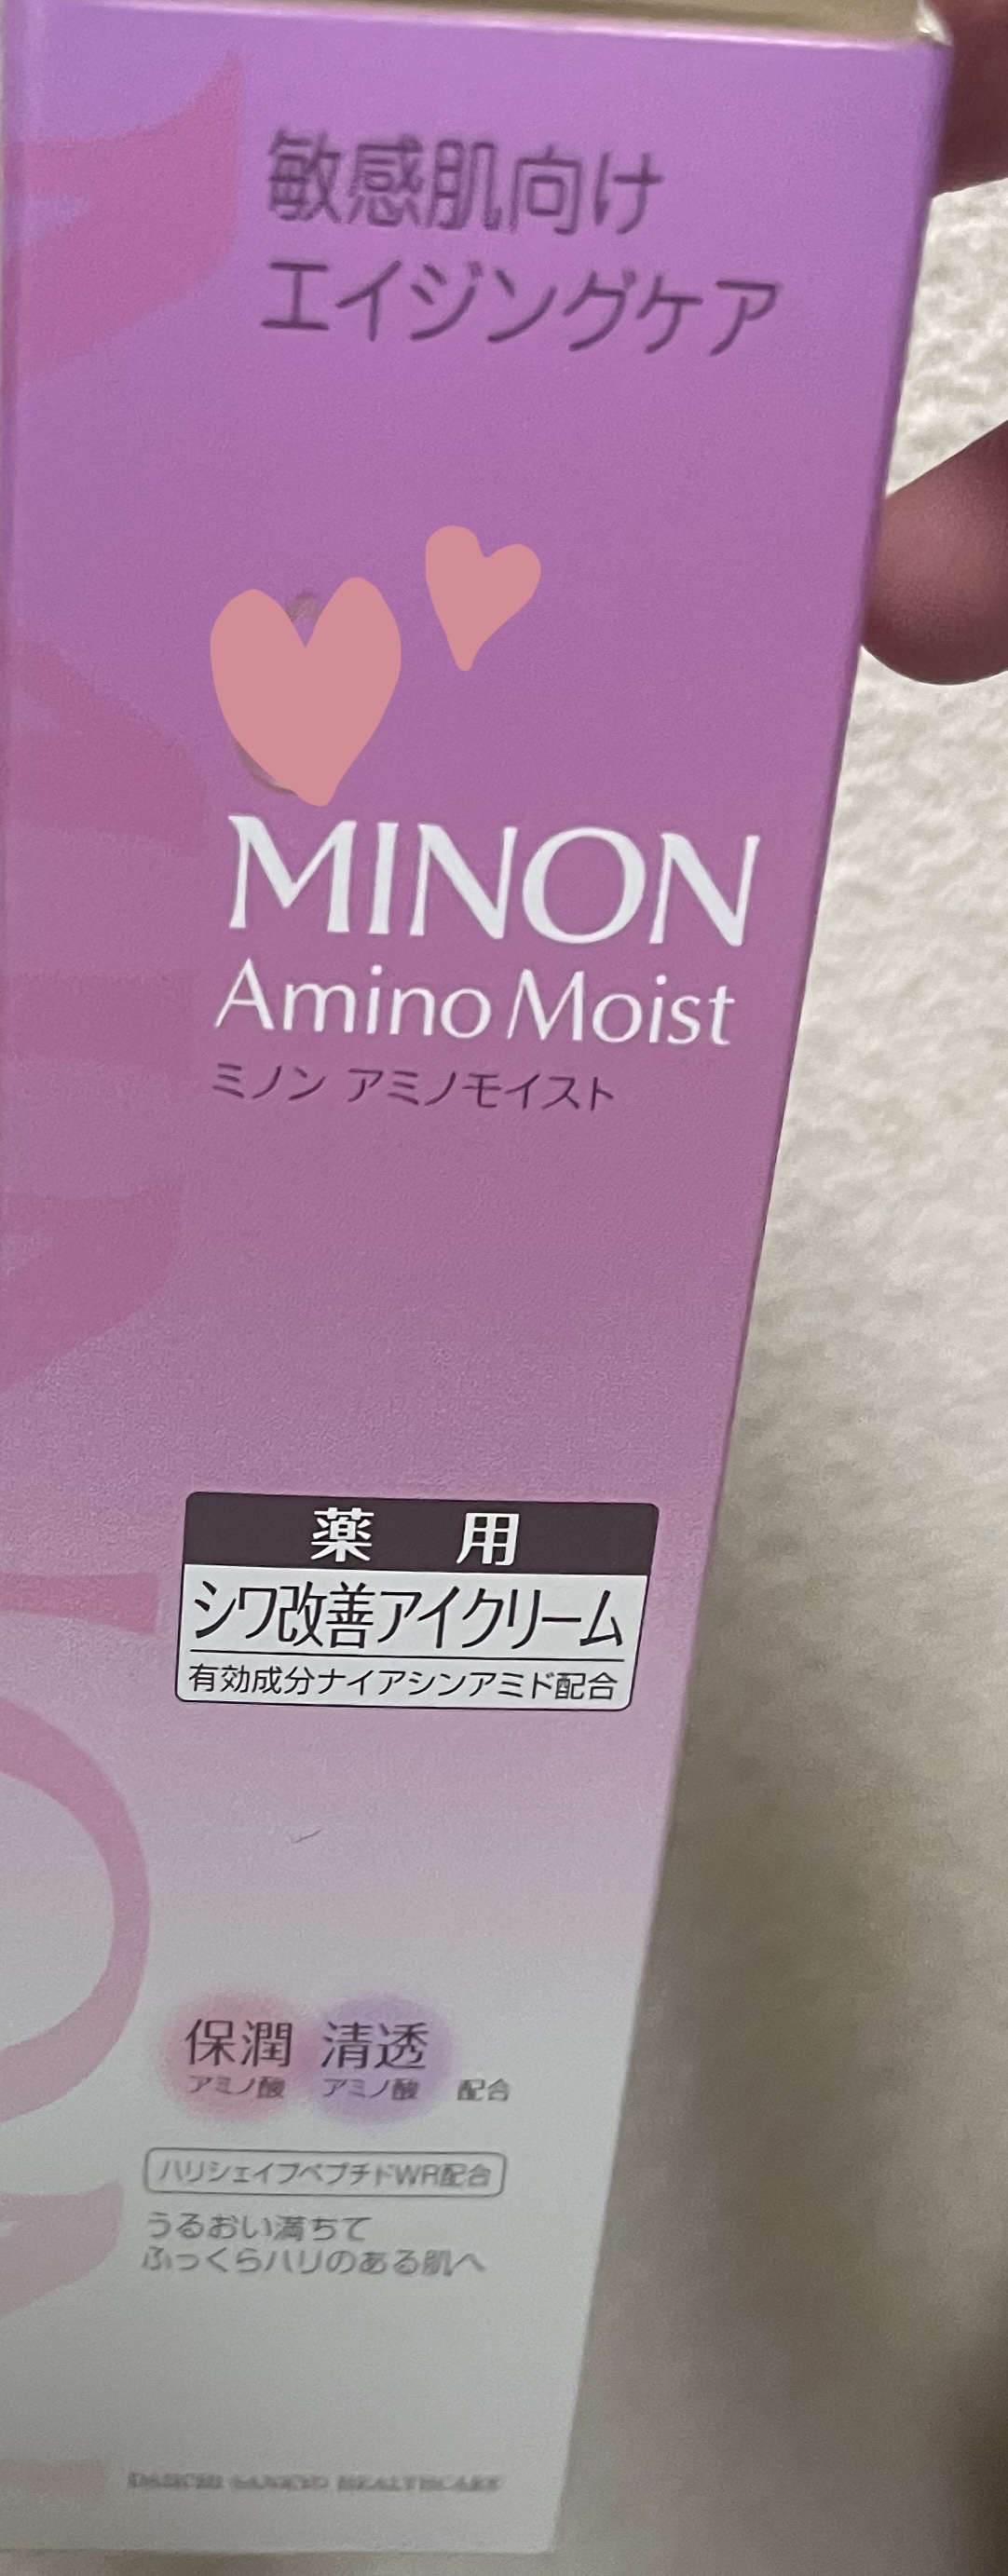 敏感肌向け
エイジングケア
MINON
Amino Moist
ミノン アミノモイスト
薬 用
シワ改善アイクリーム
有効成分ナイアシンアミド配合
保潤 清透
アミノ酸 アミノ酸 配合
ハリシェイプペプチドWR配合
うるおい満ちて
ふっくらハリのある肌へ
DAIICHI SANKYO HEALTHCARE